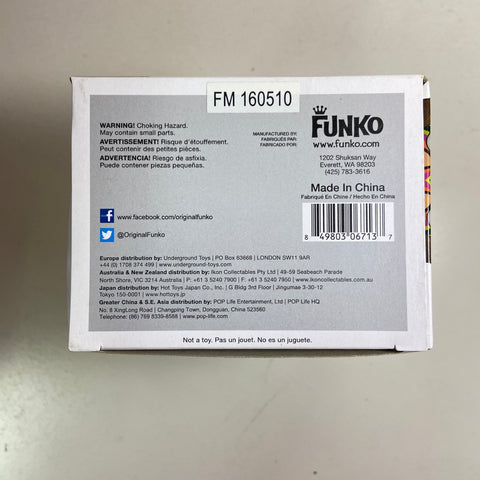 FM 160510
WARNING! Choking Hazard.
May contain small parts.
AVERTISSEMENT! Risque d'étouffement.
Peut contenir des petites pièces.
ADVERTENCIA! Riesgo de asfixia.
Puede contener piezas pequeñas.
MANUFACTURED BY:
FABRIQUÉ PAR:
FABRICADO POR:
FUNKO
www.funko.com
1202 Shuksan Way
Everett, WA 98203
(425) 783-3616
Made In China
Fabriqué En Chine / Hecho En China
8 49803 06713 7
www.facebook.com/originalfunko
@OriginalFunko
Europe distribution by: Underground Toys | PO Box 63668 | LONDON SW11 9AR
+44 (0) 1708 374 499 | www.underground-toys.com
Australia & New Zealand distribution by: Ikon Collectables Pty Ltd | 49-59 Seabeach Parade
North Shore, VIC 3214 Australia | P: +61 3 5240 7900 | F: +61 3 5240 7950 | www.ikoncollectables.com.au
Japan distribution by: Hot Toys Japan Co., Inc. | G Bldg 3rd Floor | Jingumae 3-30-12
Tokyo 150-0001 | www.hottoys.jp
Greater China & S.E. Asia distribution by: POP Life Entertainment, Ltd | POP Life HQ
No. 8 XingLong Road | Changping Town, Dongguan, China 523560
Telephone: (86) 769 8339-8588 | www.pop-life.com
Not a toy. Pas un jouet. No es un juguete.